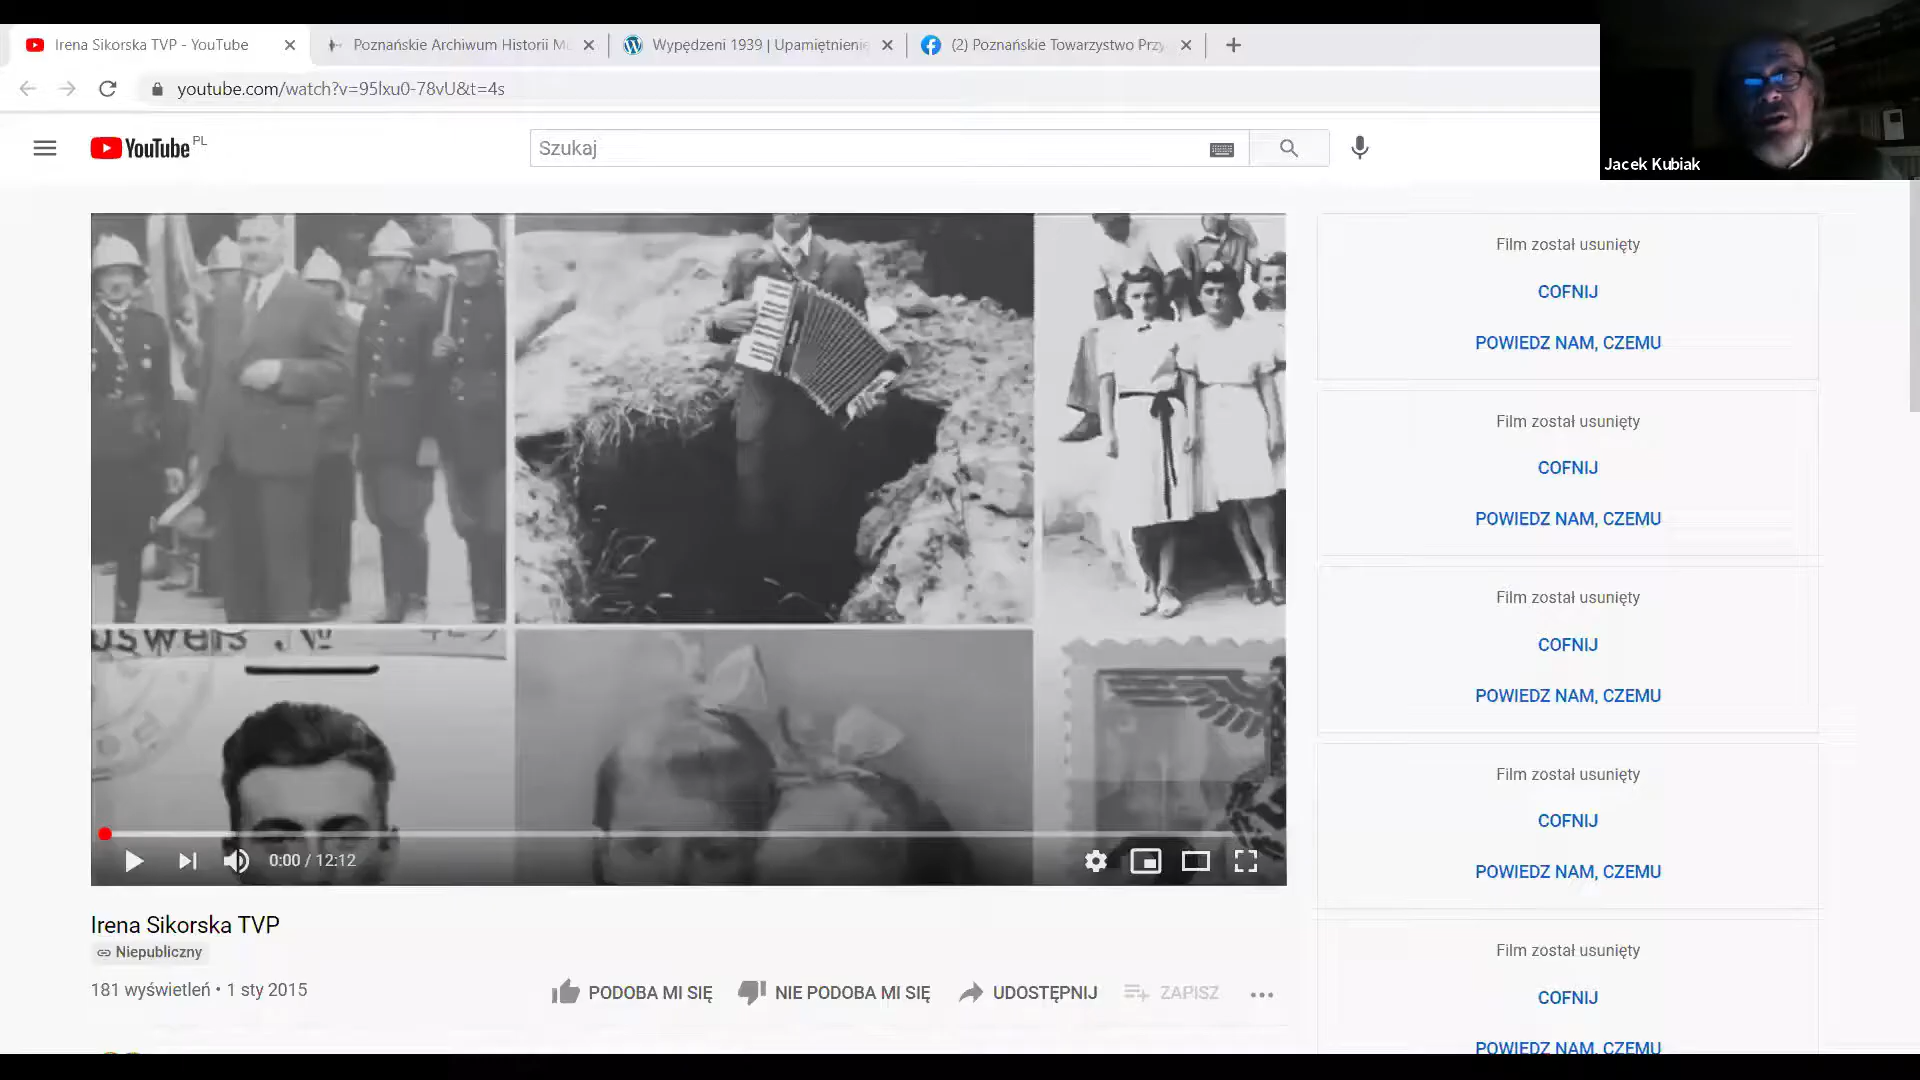 Irena Sikorska TVP - YouTube
Poznańskie Archiwum Historii M
Wypędzeni 1939 | Upamiętnienie
(2) Poznańskie Towarzystwo Przy
youtube.com/watch?v=95lxu0-78vU&t=4s
YouTube PL
Szukaj
Jacek Kubiak
Film został usunięty
COFNIJ
POWIEDZ NAM, CZEMU
Film został usunięty
COFNIJ
POWIEDZ NAM, CZEMU
Film został usunięty
COFNIJ
POWIEDZ NAM, CZEMU
Film został usunięty
COFNIJ
POWIEDZ NAM, CZEMU
Film został usunięty
COFNIJ
POWIEDZ NAM, CZEMU
usweis .№
0:00 / 12:12
Irena Sikorska TVP
Niepubliczny
181 wyświetleń • 1 sty 2015
PODOBA MI SIĘ
NIE PODOBA MI SIĘ
UDOSTĘPNIJ
ZAPISZ